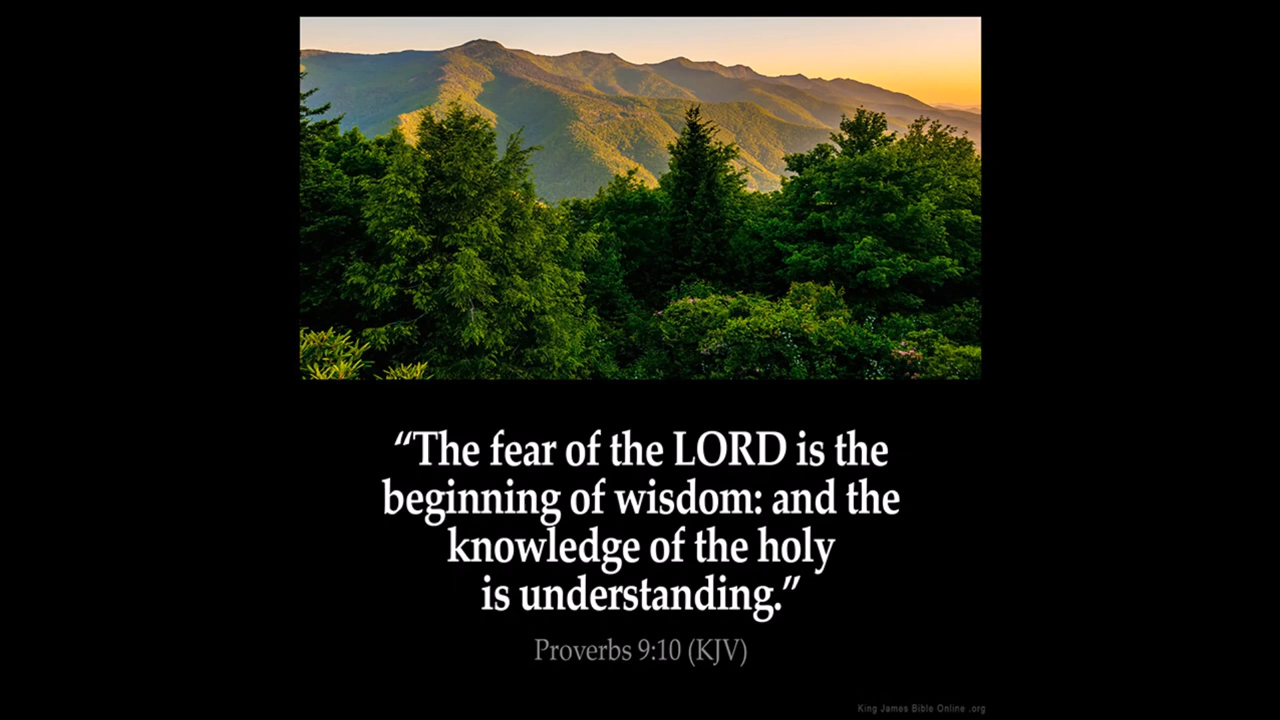 “The fear of the LORD is the
beginning of wisdom: and the
knowledge of the holy
is understanding.”
Proverbs 9:10 (KJV)
King James Bible Online .org